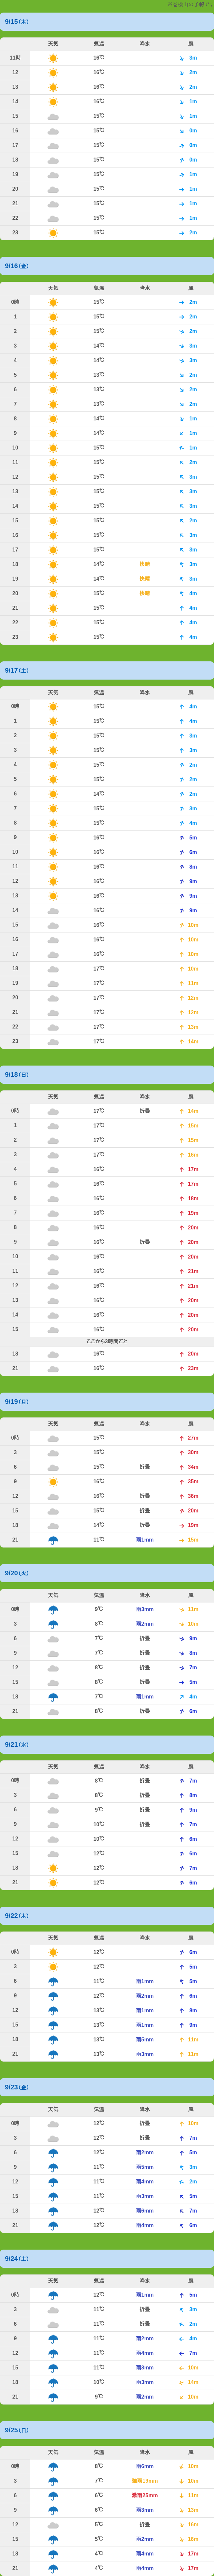 ※岩鏡山の予報です
9/15(木)
天気 気温 降水 風
11時 16℃ 3m
12 16℃ 2m
13 16℃ 2m
14 16℃ 1m
15 15℃ 1m
16 15℃ 0m
17 15℃ 0m
18 15℃ 0m
19 15℃ 1m
20 15℃ 1m
21 15℃ 1m
22 15℃ 1m
23 15℃ 2m
9/16(金)
天気 気温 降水 風
0時 15℃ 2m
1 15℃ 2m
2 15℃ 2m
3 14℃ 3m
4 14℃ 3m
5 13℃ 2m
6 13℃ 2m
7 13℃ 2m
8 14℃ 1m
9 14℃ 1m
10 15℃ 1m
11 15℃ 2m
12 15℃ 3m
13 15℃ 3m
14 15℃ 3m
15 15℃ 2m
16 15℃ 3m
17 15℃ 3m
18 14℃ 快晴 3m
19 14℃ 快晴 3m
20 15℃ 快晴 4m
21 15℃ 4m
22 15℃ 4m
23 15℃ 4m
9/17(土)
天気 気温 降水 風
0時 15℃ 4m
1 15℃ 4m
2 15℃ 3m
3 15℃ 3m
4 15℃ 2m
5 15℃ 2m
6 14℃ 2m
7 15℃ 3m
8 15℃ 4m
9 16℃ 5m
10 16℃ 6m
11 16℃ 8m
12 16℃ 9m
13 16℃ 9m
14 16℃ 9m
15 16℃ 10m
16 16℃ 10m
17 16℃ 10m
18 17℃ 10m
19 17℃ 11m
20 17℃ 12m
21 17℃ 12m
22 17℃ 13m
23 17℃ 14m
9/18(日)
天気 気温 降水 風
0時 17℃ 折曇 14m
1 17℃ 15m
2 17℃ 15m
3 17℃ 16m
4 16℃ 17m
5 16℃ 17m
6 16℃ 18m
7 16℃ 19m
8 16℃ 20m
9 16℃ 折曇 20m
10 16℃ 20m
11 16℃ 21m
12 16℃ 21m
13 16℃ 20m
14 16℃ 20m
15 16℃ 20m
ここから3時間ごと
18 16℃ 20m
21 16℃ 23m
9/19(月)
天気 気温 降水 風
0時 15℃ 27m
3 15℃ 30m
6 15℃ 折曇 34m
9 16℃ 35m
12 16℃ 折曇 36m
15 15℃ 折曇 20m
18 14℃ 折曇 19m
21 11℃ 雨1mm 15m
9/20(火)
天気 気温 降水 風
0時 9℃ 雨3mm 11m
3 8℃ 雨2mm 10m
6 7℃ 折曇 9m
9 7℃ 折曇 8m
12 8℃ 折曇 7m
15 8℃ 折曇 5m
18 7℃ 雨1mm 4m
21 8℃ 折曇 6m
9/21(水)
天気 気温 降水 風
0時 8℃ 折曇 7m
3 8℃ 折曇 8m
6 9℃ 折曇 9m
9 10℃ 折曇 7m
12 10℃ 6m
15 12℃ 6m
18 12℃ 7m
21 12℃ 6m
9/22(木)
天気 気温 降水 風
0時 12℃ 6m
3 12℃ 5m
6 11℃ 雨1mm 5m
9 12℃ 雨2mm 6m
12 13℃ 雨1mm 8m
15 13℃ 雨1mm 9m
18 13℃ 雨5mm 11m
21 13℃ 雨3mm 11m
9/23(金)
天気 気温 降水 風
0時 12℃ 折曇 10m
3 12℃ 折曇 7m
6 12℃ 雨2mm 5m
9 11℃ 雨5mm 3m
12 11℃ 雨4mm 2m
15 11℃ 雨3mm 5m
18 12℃ 雨6mm 7m
21 12℃ 雨4mm 6m
9/24(土)
天気 気温 降水 風
0時 12℃ 雨1mm 5m
3 11℃ 折曇 3m
6 11℃ 折曇 2m
9 11℃ 雨2mm 4m
12 11℃ 雨4mm 7m
15 11℃ 雨3mm 10m
18 10℃ 雨3mm 14m
21 9℃ 雨2mm 10m
9/25(日)
天気 気温 降水 風
0時 8℃ 雨6mm 10m
3 7℃ 強雨19mm 10m
6 6℃ 豪雨25mm 11m
9 6℃ 雨3mm 13m
12 5℃ 折曇 16m
15 5℃ 雨2mm 16m
18 4℃ 雨4mm 17m
21 4℃ 雨4mm 17m